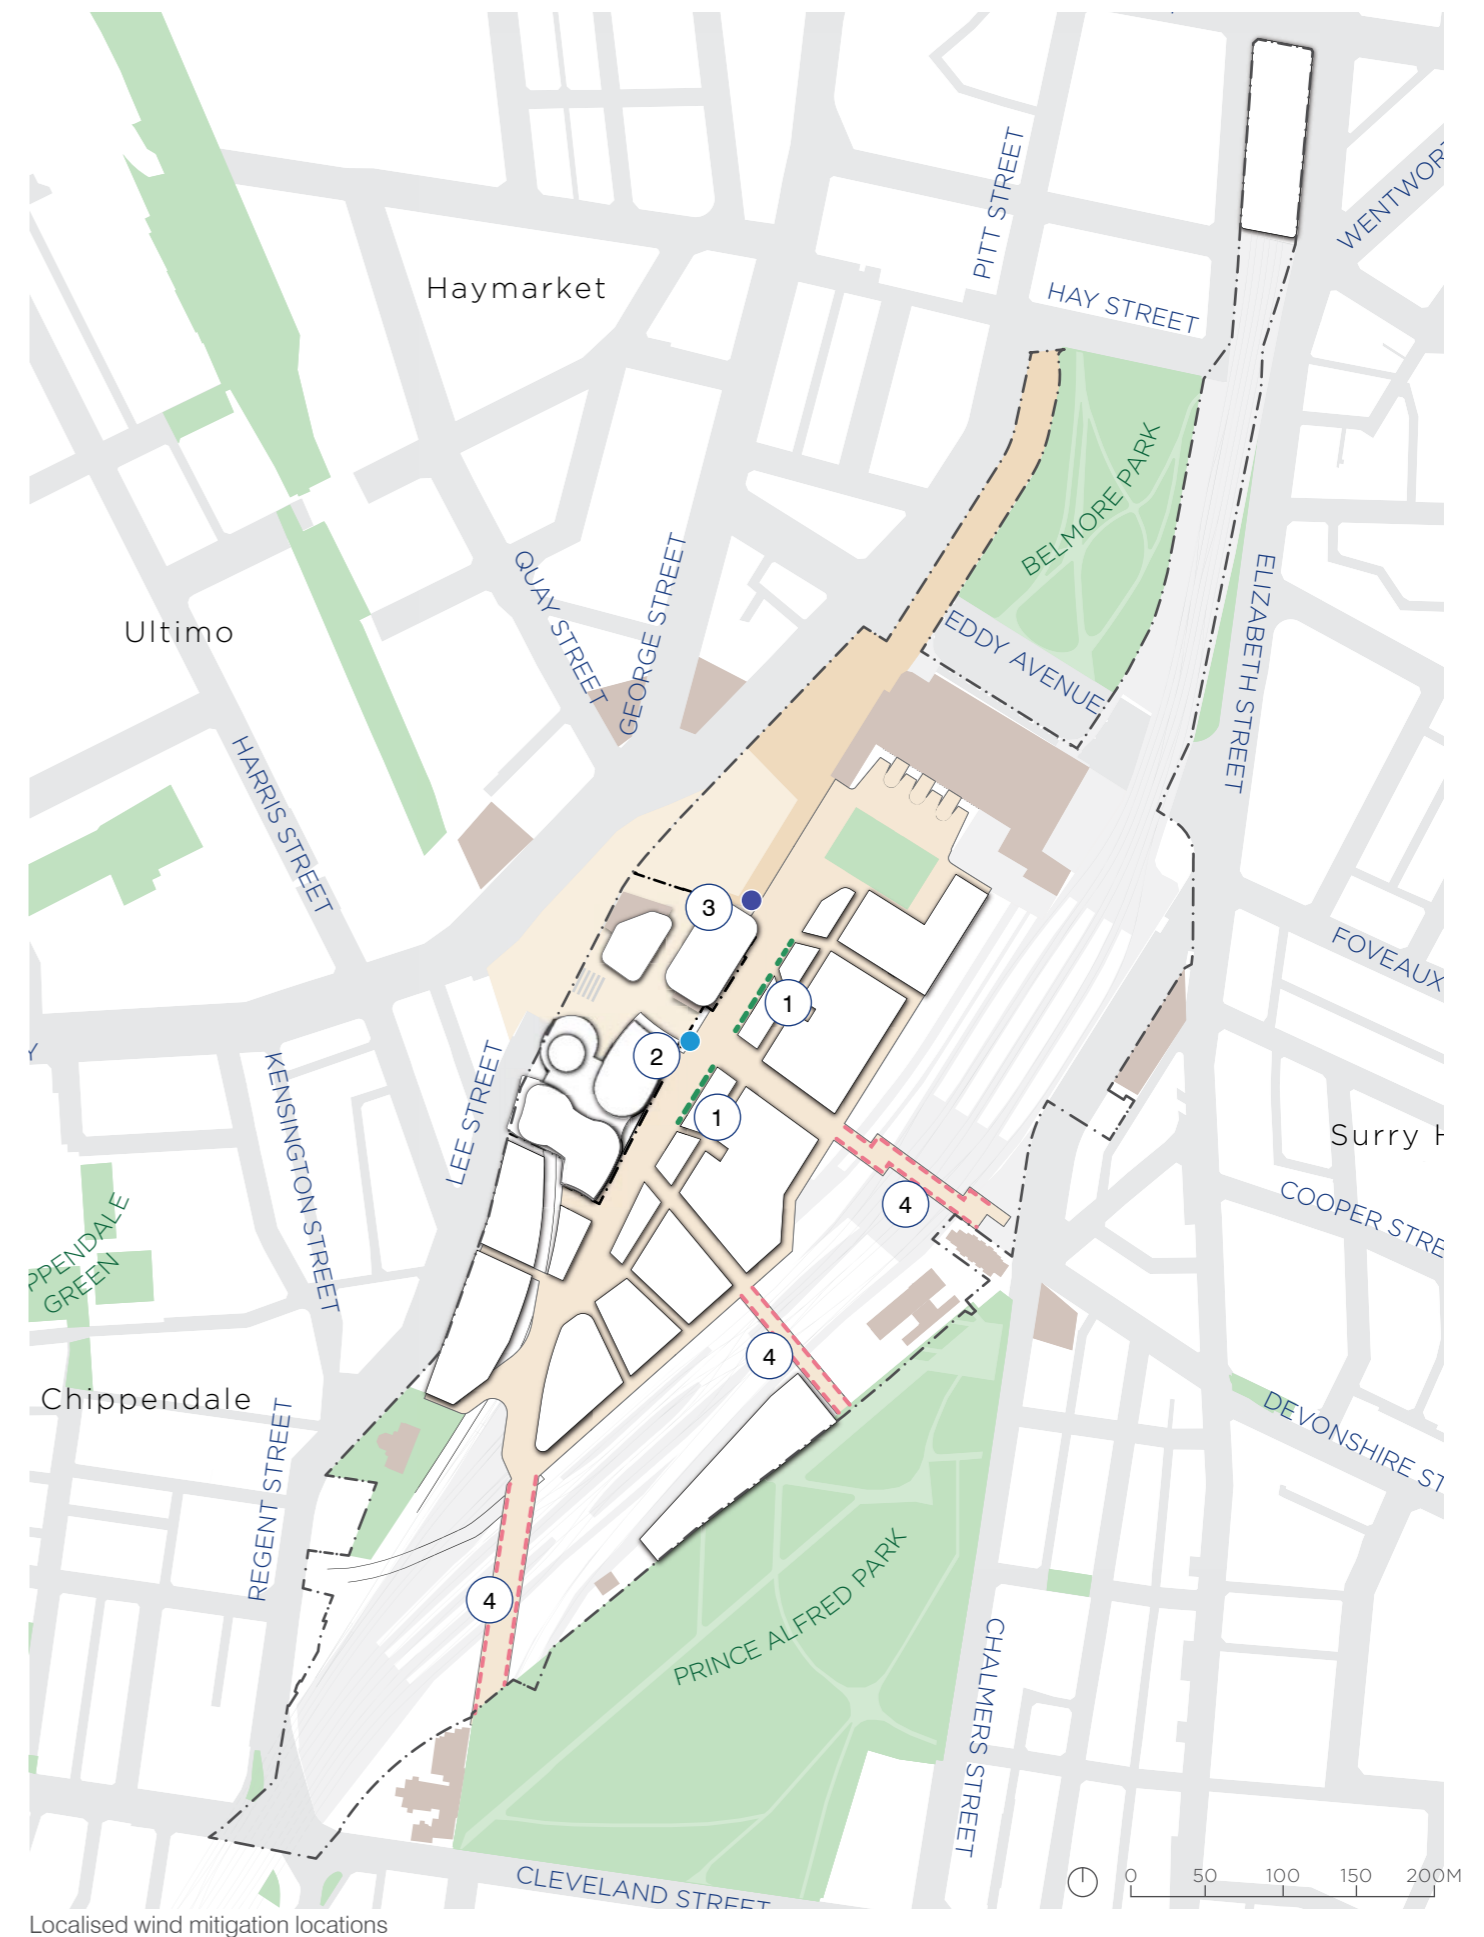 PITT STREET
WENTWOR
Haymarket
HAY STREET
BELMORE PARK
QUAY STREET
GEORGE STREET
ELIZABETH STREET
Ultimo
EDDY AVENUE
HARRIS STREET
3
FOVEAUX
1
2
Y
KENSINGTON STREET
LEE STREET
1
Surry H
4
COOPER STRE
PPENDALE
GREEN
4
Chippendale
REGENT STREET
DEVONSHIRE ST
4
PRINCE ALFRED PARK
CHALMERS STREET
0 50 100 150 200M
CLEVELAND STREET
Localised wind mitigation locations